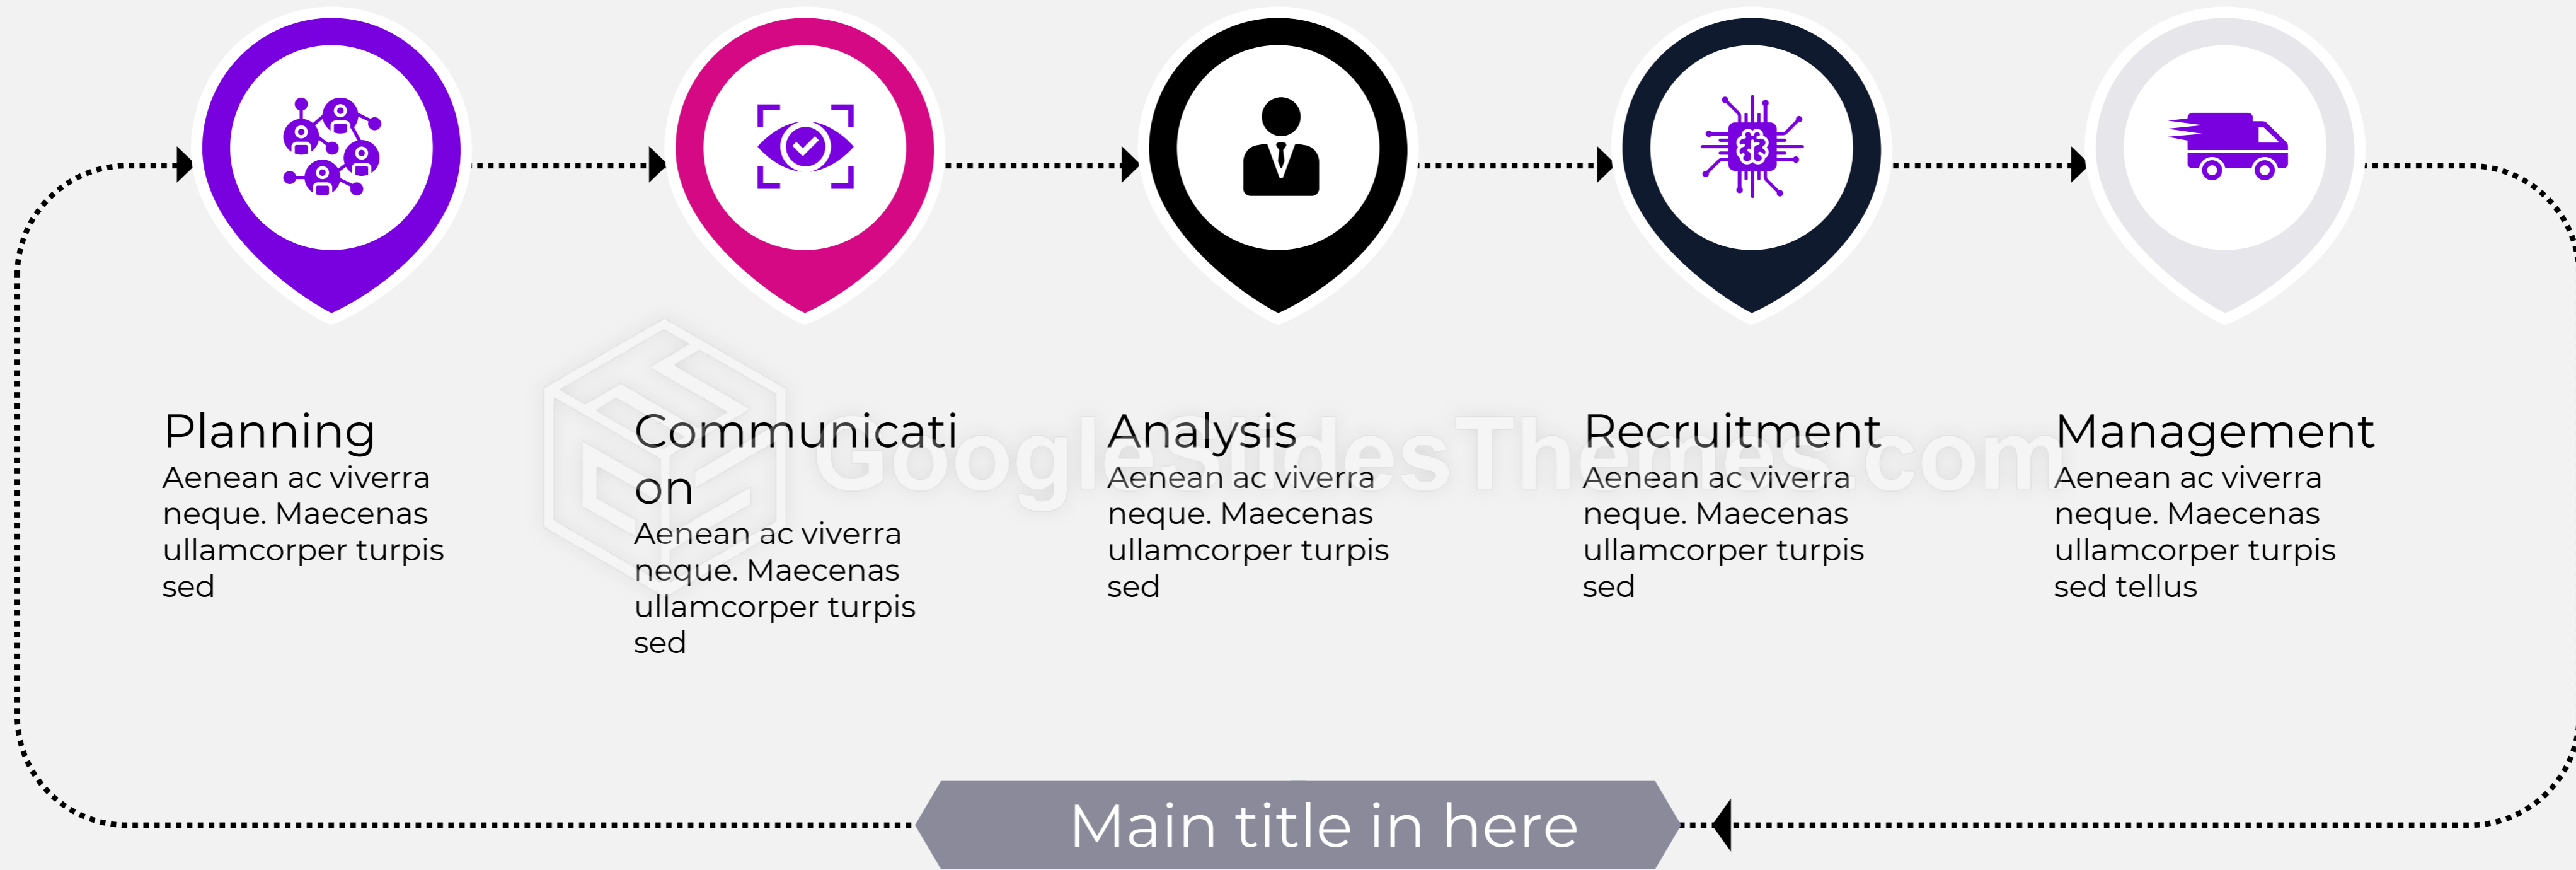 Planning
Aenean ac viverra
neque. Maecenas
ullamcorper turpis
sed
Communicati
on
Aenean ac viverra
neque. Maecenas
ullamcorper turpis
sed
Analysis
Aenean ac viverra
neque. Maecenas
ullamcorper turpis
sed
Recruitment
Aenean ac viverra
neque. Maecenas
ullamcorper turpis
sed
Management
Aenean ac viverra
neque. Maecenas
ullamcorper turpis
sed tellus
GoogleSlidesThemes.com
Main title in here